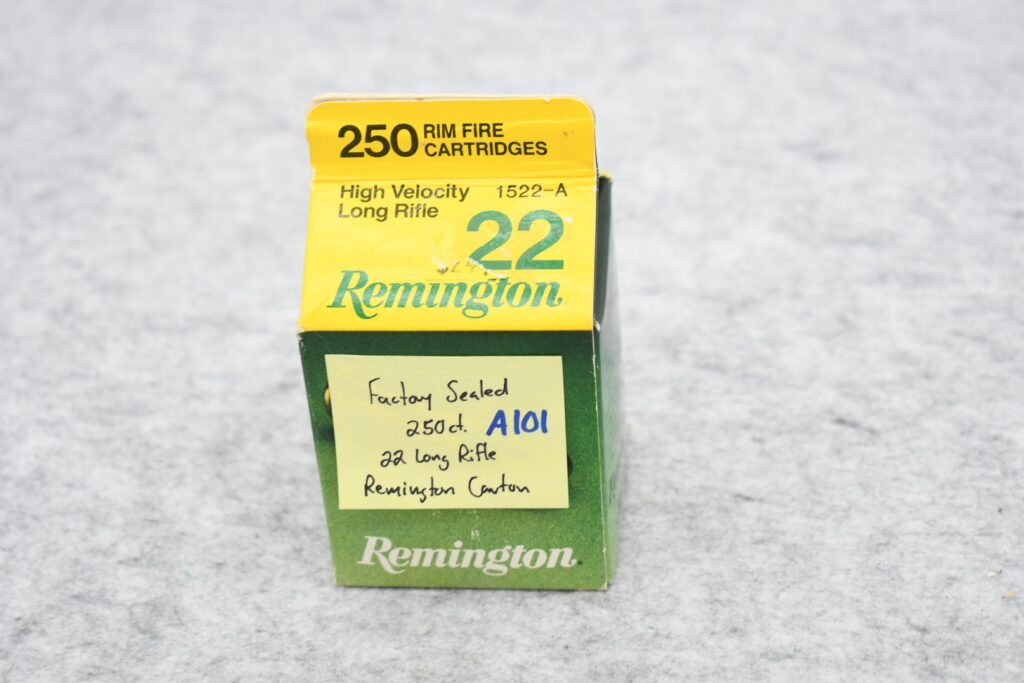 250 RIM FIRE
CARTRIDGES
High Velocity 1522-A
Long Rifle
22
Remington
Factory Sealed
250ct. A101
22 Long Rifle
Remington Carton
Remington